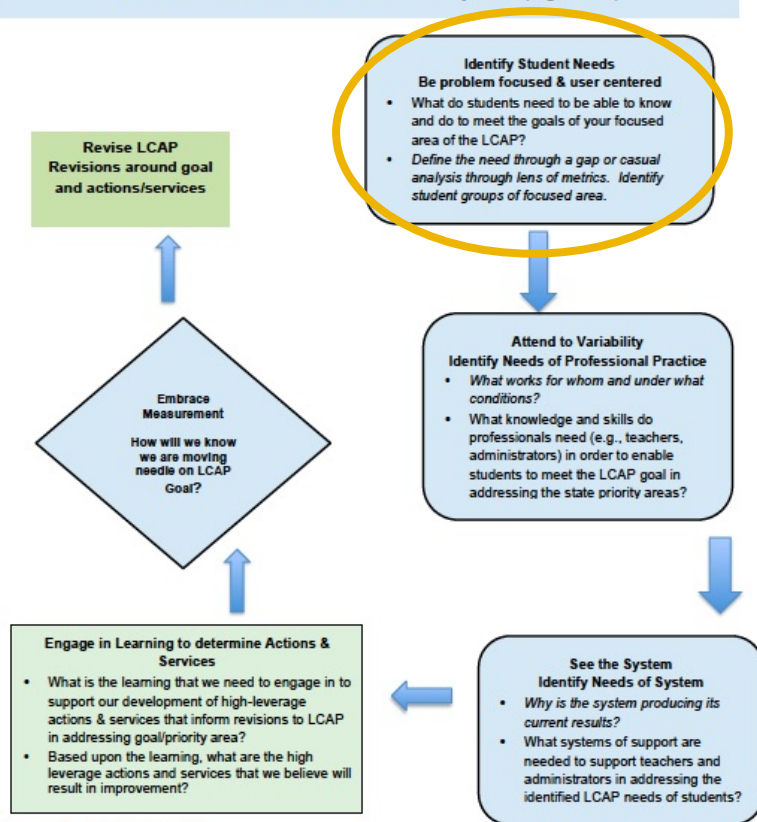 Identify Student Needs
Be problem focused & user centered
• What do students need to be able to know
and do to meet the goals of your focused
area of the LCAP?
• Define the need through a gap or casual
analysis through lens of metrics. Identify
student groups of focused area.
Attend to Variability
Identify Needs of Professional Practice
• What works for whom and under what
conditions?
• What knowledge and skills do
professionals need (e.g., teachers,
administrators) in order to enable
students to meet the LCAP goal in
addressing the state priority areas?
See the System
Identify Needs of System
• Why is the system producing its
current results?
• What systems of support are
needed to support teachers and
administrators in addressing the
identified LCAP needs of students?
Engage in Learning to determine Actions &
Services
• What is the learning that we need to engage in to
support our development of high-leverage
actions & services that inform revisions to LCAP
in addressing goal/priority area?
• Based upon the learning, what are the high
leverage actions and services that we believe will
result in improvement?
Embrace
Measurement
How will we know
we are moving
needle on LCAP
Goal?
Revise LCAP
Revisions around goal
and actions/services